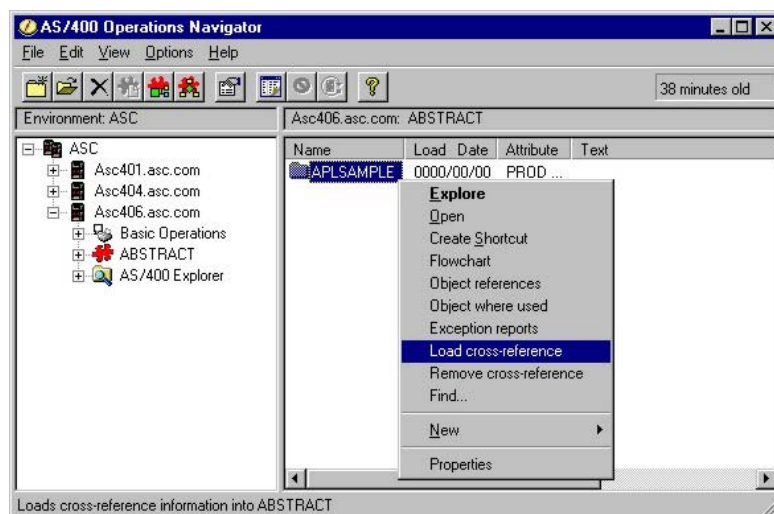 AS/400 Operations Navigator
File Edit View Options Help
38 minutes old
Environment: ASC
Asc406.asc.com: ABSTRACT
ASC
Asc401.asc.com
Asc404.asc.com
Asc406.asc.com
Basic Operations
ABSTRACT
AS/400 Explorer
Name Load Date Attribute Text
APLSAMPLE 0000/00/00 PROD ...
Explore
Open
Create Shortcut
Flowchart
Object references
Object where used
Exception reports
Load cross-reference
Remove cross-reference
Find...
New
Properties
Loads cross-reference information into ABSTRACT